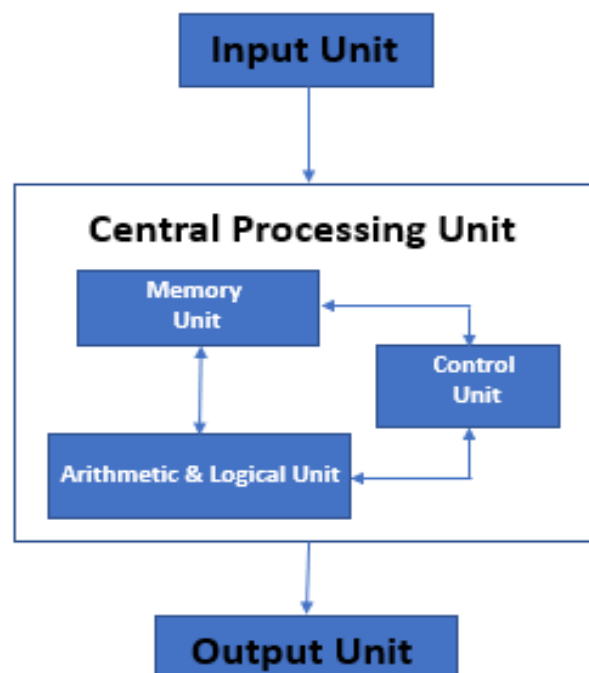 Input Unit
Central Processing Unit
Memory
Unit
Control
Unit
Arithmetic & Logical Unit
Output Unit